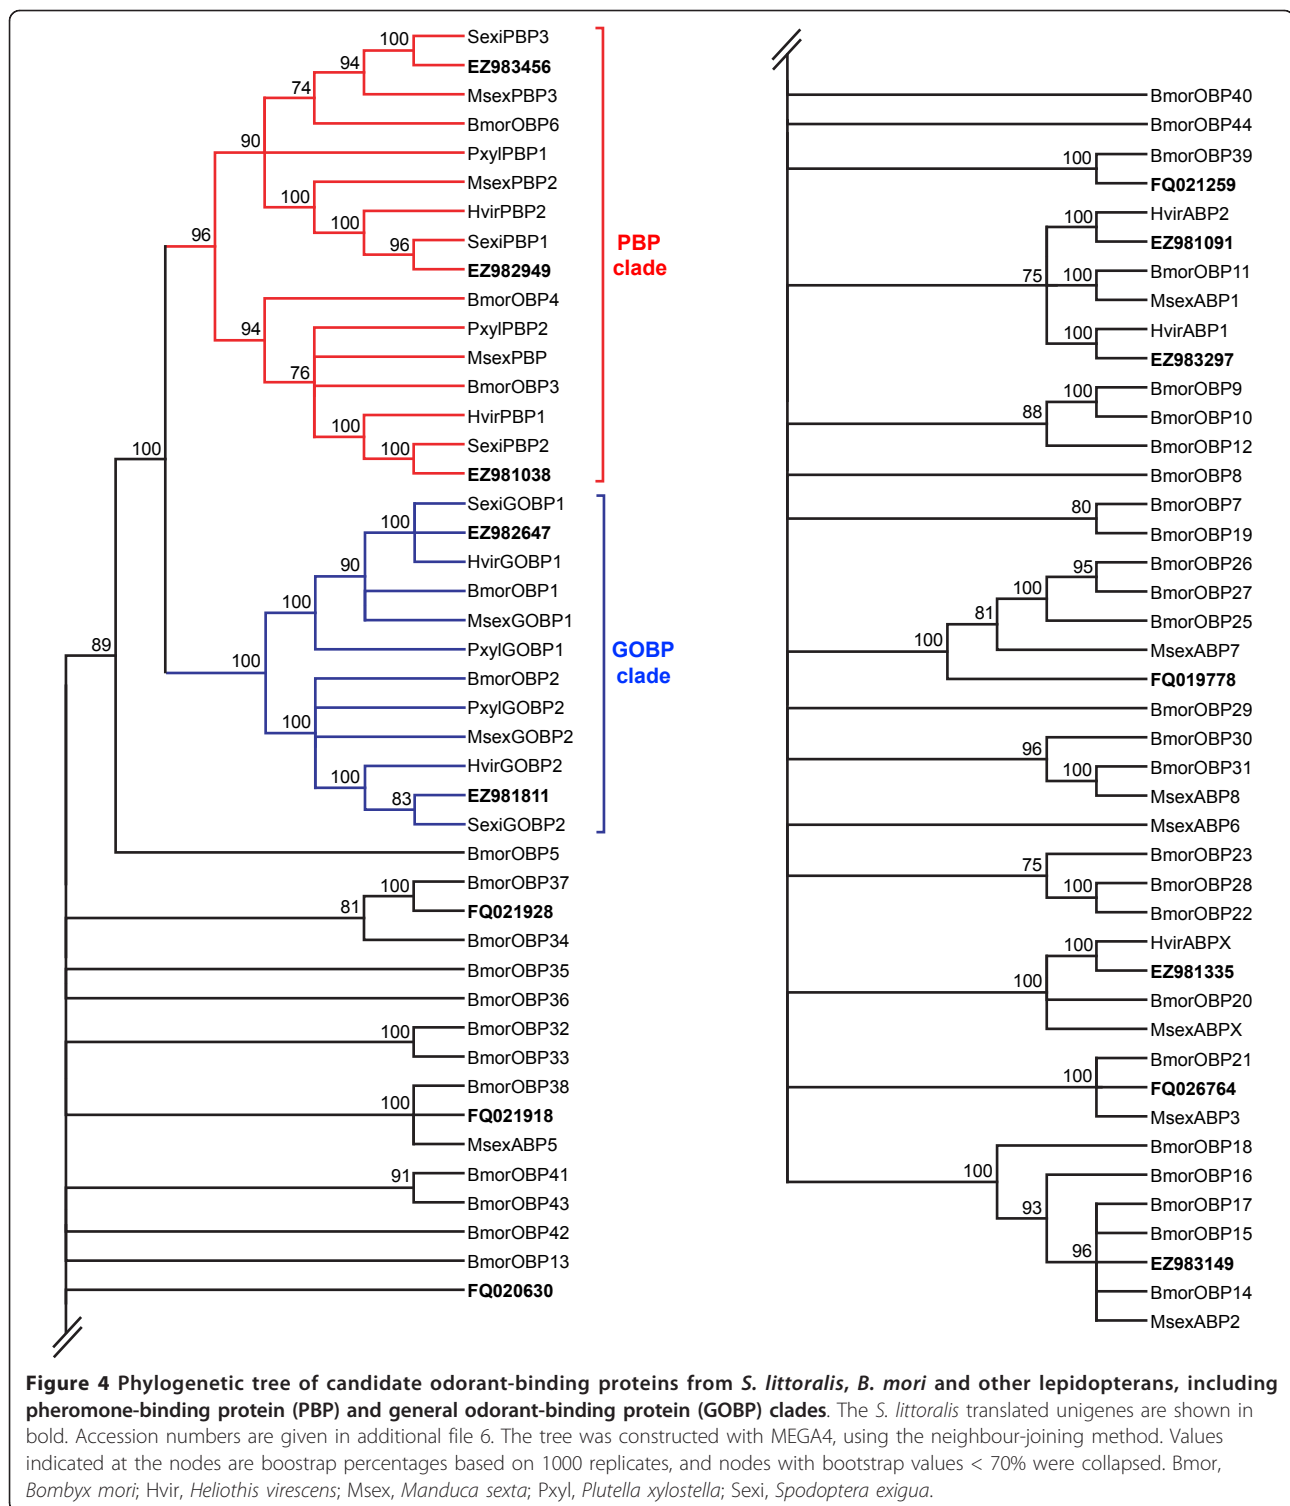 100
SexiPBP3
EZ983456
94
MsexPBP3
74
BmorOBP6
90
PxylPBP1
MsexPBP2
100
HvirPBP2
100
SexiPBP1
96
EZ982949
96
BmorOBP4
94
PxylPBP2
MsexPBP
76
BmorOBP3
HvirPBP1
100
SexiPBP2
100
EZ981038
PBP
clade
100
SexiGOBP1
100
EZ982647
HvirGOBP1
90
BmorOBP1
100
MsexGOBP1
PxylGOBP1
89
100
BmorOBP2
PxylGOBP2
100
MsexGOBP2
HvirGOBP2
100
EZ981811
83
SexiGOBP2
GOBP
clade
BmorOBP5
BmorOBP37
100
FQ021928
81
BmorOBP34
BmorOBP35
BmorOBP36
BmorOBP32
100
BmorOBP33
BmorOBP38
100
FQ021918
MsexABP5
BmorOBP41
91
BmorOBP43
BmorOBP42
BmorOBP13
FQ020630
BmorOBP40
BmorOBP44
BmorOBP39
100
FQ021259
HvirABP2
100
EZ981091
75
BmorOBP11
100
MsexABP1
HvirABP1
100
EZ983297
BmorOBP9
100
BmorOBP10
88
BmorOBP12
BmorOBP8
BmorOBP7
80
BmorOBP19
BmorOBP26
95
BmorOBP27
100
BmorOBP25
81
MsexABP7
100
FQ019778
BmorOBP29
BmorOBP30
96
BmorOBP31
100
MsexABP8
MsexABP6
BmorOBP23
75
BmorOBP28
100
BmorOBP22
HvirABPX
100
EZ981335
100
BmorOBP20
MsexABPX
BmorOBP21
100
FQ026764
MsexABP3
BmorOBP18
100
BmorOBP16
93
BmorOBP17
BmorOBP15
96
EZ983149
BmorOBP14
MsexABP2
Figure 4 Phylogenetic tree of candidate odorant-binding proteins from S. littoralis, B. mori and other lepidopterans, including
pheromone-binding protein (PBP) and general odorant-binding protein (GOBP) clades. The S. littoralis translated unigenes are shown in
bold. Accession numbers are given in additional file 6. The tree was constructed with MEGA4, using the neighbour-joining method. Values
indicated at the nodes are boostrap percentages based on 1000 replicates, and nodes with bootstrap values < 70% were collapsed. Bmor,
Bombyx mori; Hvir, Heliothis virescens; Msex, Manduca sexta; Pxyl, Plutella xylostella; Sexi, Spodoptera exigua.